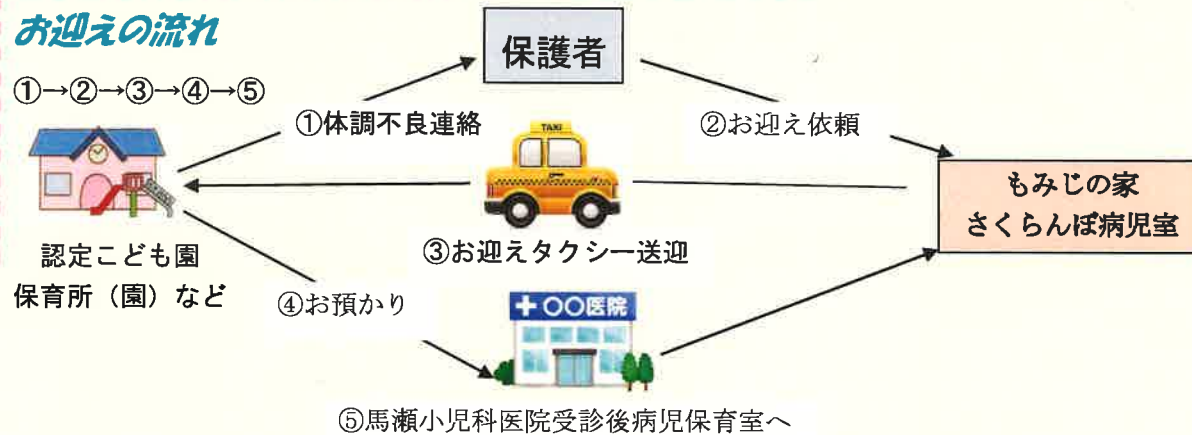 お迎えの流れ
①→②→③→④→⑤
保護者
①体調不良連絡
②お迎え依頼
TAXI
もみじの家
さくらんぼ病児室
③お迎えタクシー送迎
認定こども園
保育所（園）など
④お預かり
〇〇医院
⑤馬瀬小児科医院受診後病児保育室へ